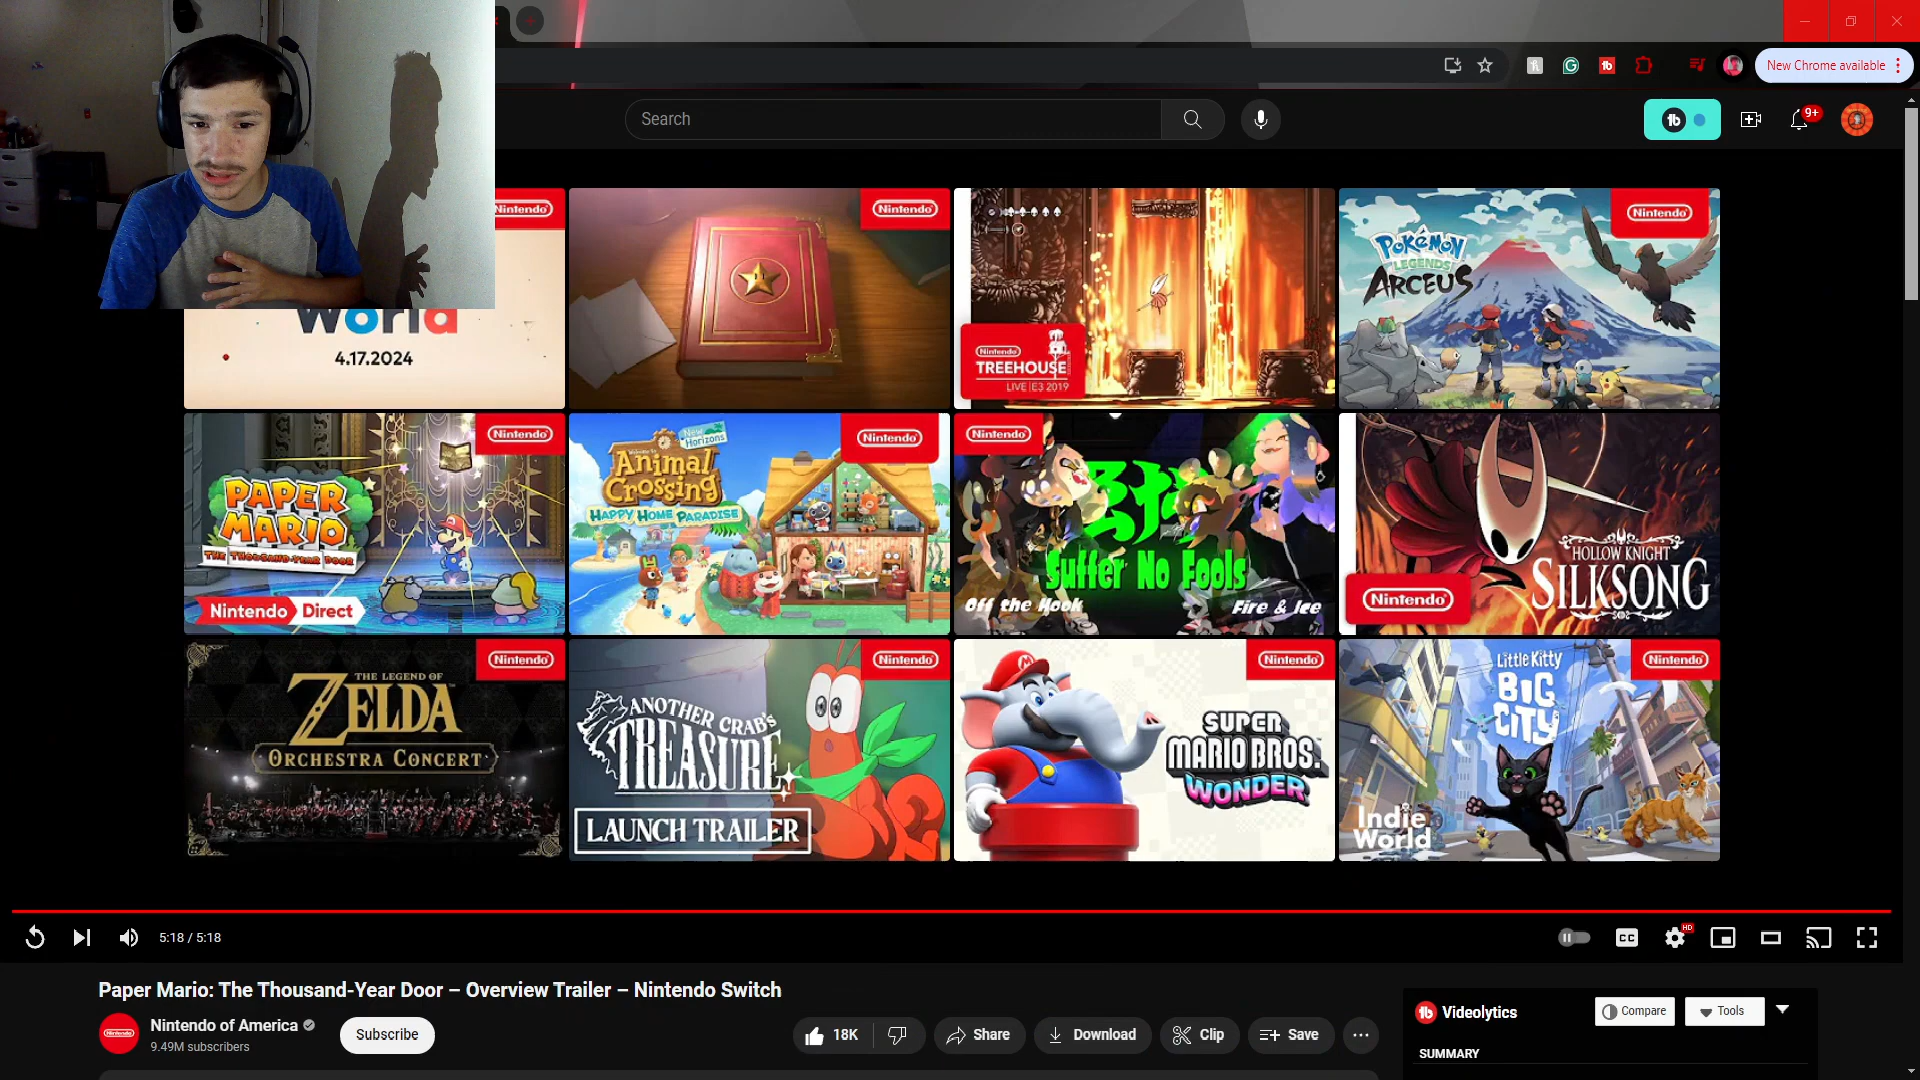 New Chrome available
Search
9+
Nintendo
World
4.17.2024
Nintendo
Nintendo
TREEHOUSE
LIVE | E3 2019
Nintendo
POKÉMON
LEGENDS
ARCEUS
Nintendo
PAPER
MARIO
THE THOUSAND-YEAR DOOR
Nintendo Direct
Nintendo
New
Horizons
Welcome to
Animal
Crossing
HAPPY HOME PARADISE
Nintendo
Suffer No Fools
Off the Hook
Fire & Ice
Nintendo
HOLLOW KNIGHT
SILKSONG
Nintendo
THE LEGEND OF
ZELDA
ORCHESTRA CONCERT
Nintendo
ANOTHER CRAB'S
TREASURE
LAUNCH TRAILER
Nintendo
SUPER
MARIO BROS.
WONDER
Nintendo
Little Kitty
BIG
CITY
Indie
World
5:18 / 5:18
CC
HD
Paper Mario: The Thousand-Year Door – Overview Trailer – Nintendo Switch
Nintendo of America
9.49M subscribers
Subscribe
18K
Share
Download
Clip
Save
Videolytics
Compare
Tools
SUMMARY